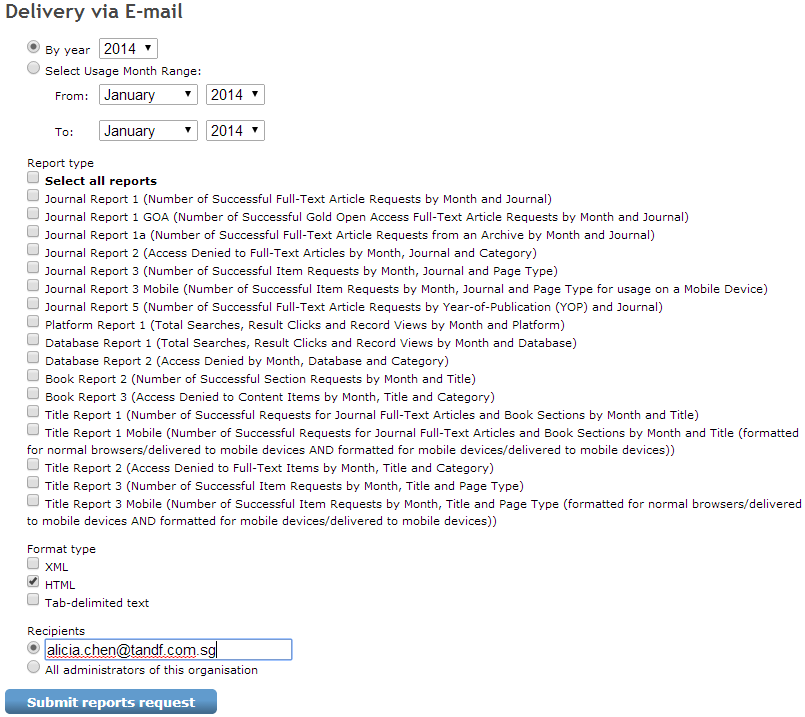 Delivery via E-mail
By year 2014
Select Usage Month Range:
From: January 2014
To: January 2014
Report type
Select all reports
Journal Report 1 (Number of Successful Full-Text Article Requests by Month and Journal)
Journal Report 1 GOA (Number of Successful Gold Open Access Full-Text Article Requests by Month and Journal)
Journal Report 1a (Number of Successful Full-Text Article Requests from an Archive by Month and Journal)
Journal Report 2 (Access Denied to Full-Text Articles by Month, Journal and Category)
Journal Report 3 (Number of Successful Item Requests by Month, Journal and Page Type)
Journal Report 3 Mobile (Number of Successful Item Requests by Month, Journal and Page Type for usage on a Mobile Device)
Journal Report 5 (Number of Successful Full-Text Article Requests by Year-of-Publication (YOP) and Journal)
Platform Report 1 (Total Searches, Result Clicks and Record Views by Month and Platform)
Database Report 1 (Total Searches, Result Clicks and Record Views by Month and Database)
Database Report 2 (Access Denied by Month, Database and Category)
Book Report 2 (Number of Successful Section Requests by Month and Title)
Book Report 3 (Access Denied to Content Items by Month, Title and Category)
Title Report 1 (Number of Successful Requests for Journal Full-Text Articles and Book Sections by Month and Title)
Title Report 1 Mobile (Number of Successful Requests for Journal Full-Text Articles and Book Sections by Month and Title (formatted
for normal browsers/delivered to mobile devices AND formatted for mobile devices/delivered to mobile devices))
Title Report 2 (Access Denied to Full-Text Items by Month, Title and Category)
Title Report 3 (Number of Successful Item Requests by Month, Title and Page Type)
Title Report 3 Mobile (Number of Successful Item Requests by Month, Title and Page Type (formatted for normal browsers/delivered
to mobile devices AND formatted for mobile devices/delivered to mobile devices))
Format type
XML
HTML
Tab-delimited text
Recipients
alicia.chen@tandf.com.sg
All administrators of this organisation
Submit reports request